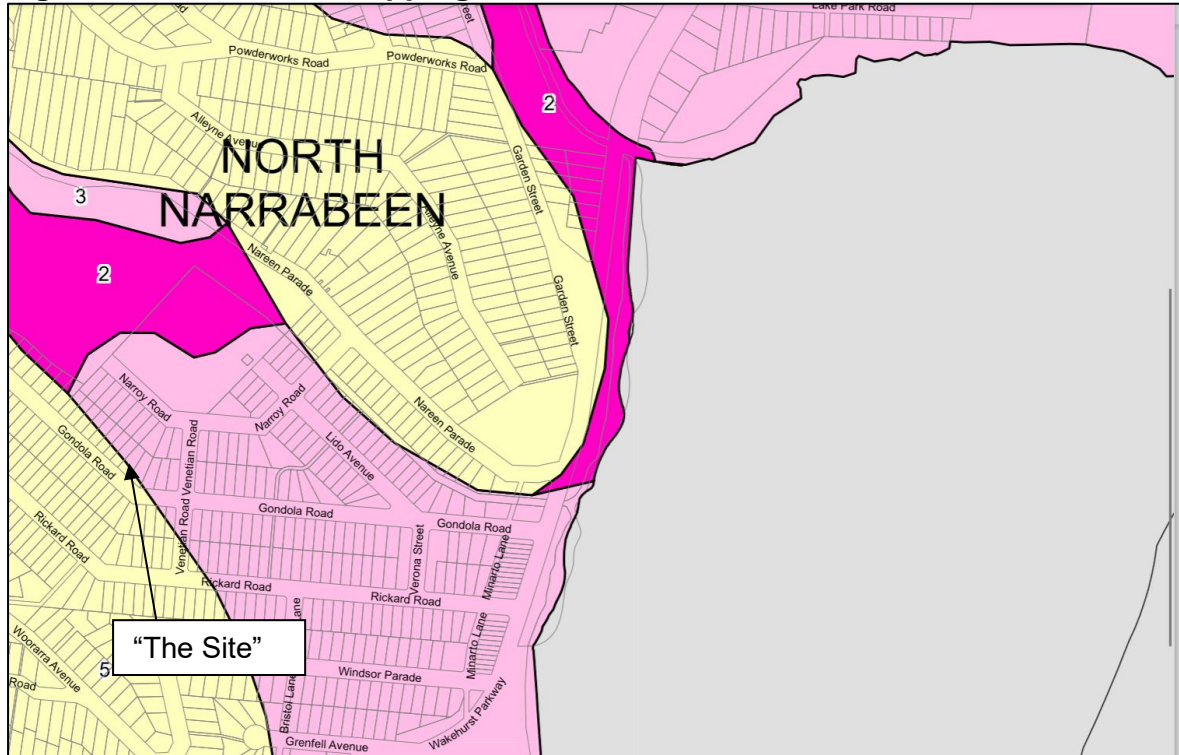 Lake Park Road
Powderworks Road
Powderworks Road
2
Alleyne Avenue
NORTH
NARRABEEN
Garden Street
3
Alleyne Avenue
Nareen Parade
2
Garden Street
Narroy Road
Narroy Road
Nareen Parade
Gondola Road
Lido Avenue
Venetian Road
Gondola Road
Gondola Road
Rickard Road
Venetian Road
Verona Street
Minarto Lane
Rickard Road
Rickard Road
"The Site"
Minarto Lane
Woorarra Avenue
5
Windsor Parade
Road
Bristol Lane
Lane
Wakehurst Parkway
Grenfell Avenue